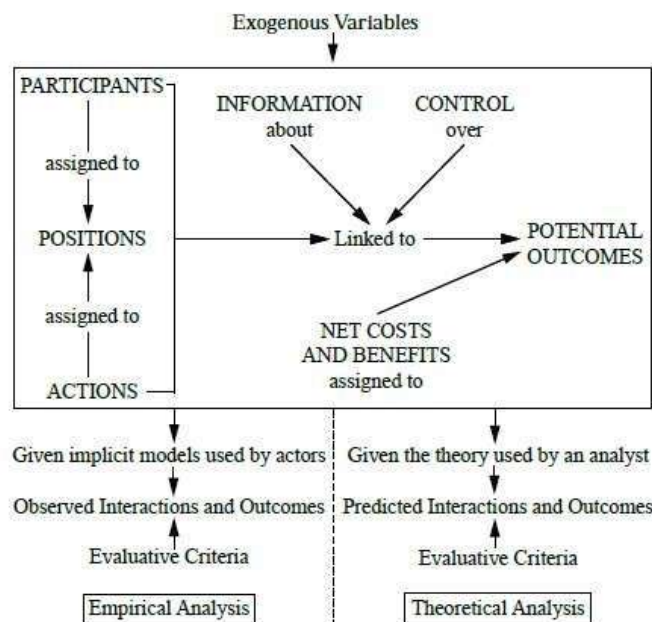 Exogenous Variables
PARTICIPANTS
INFORMATION
about
CONTROL
over
assigned to
POSITIONS
Linked to
POTENTIAL
OUTCOMES
assigned to
NET COSTS
AND BENEFITS
assigned to
ACTIONS
Given implicit models used by actors
Given the theory used by an analyst
Observed Interactions and Outcomes
Predicted Interactions and Outcomes
Evaluative Criteria
Evaluative Criteria
Empirical Analysis
Theoretical Analysis